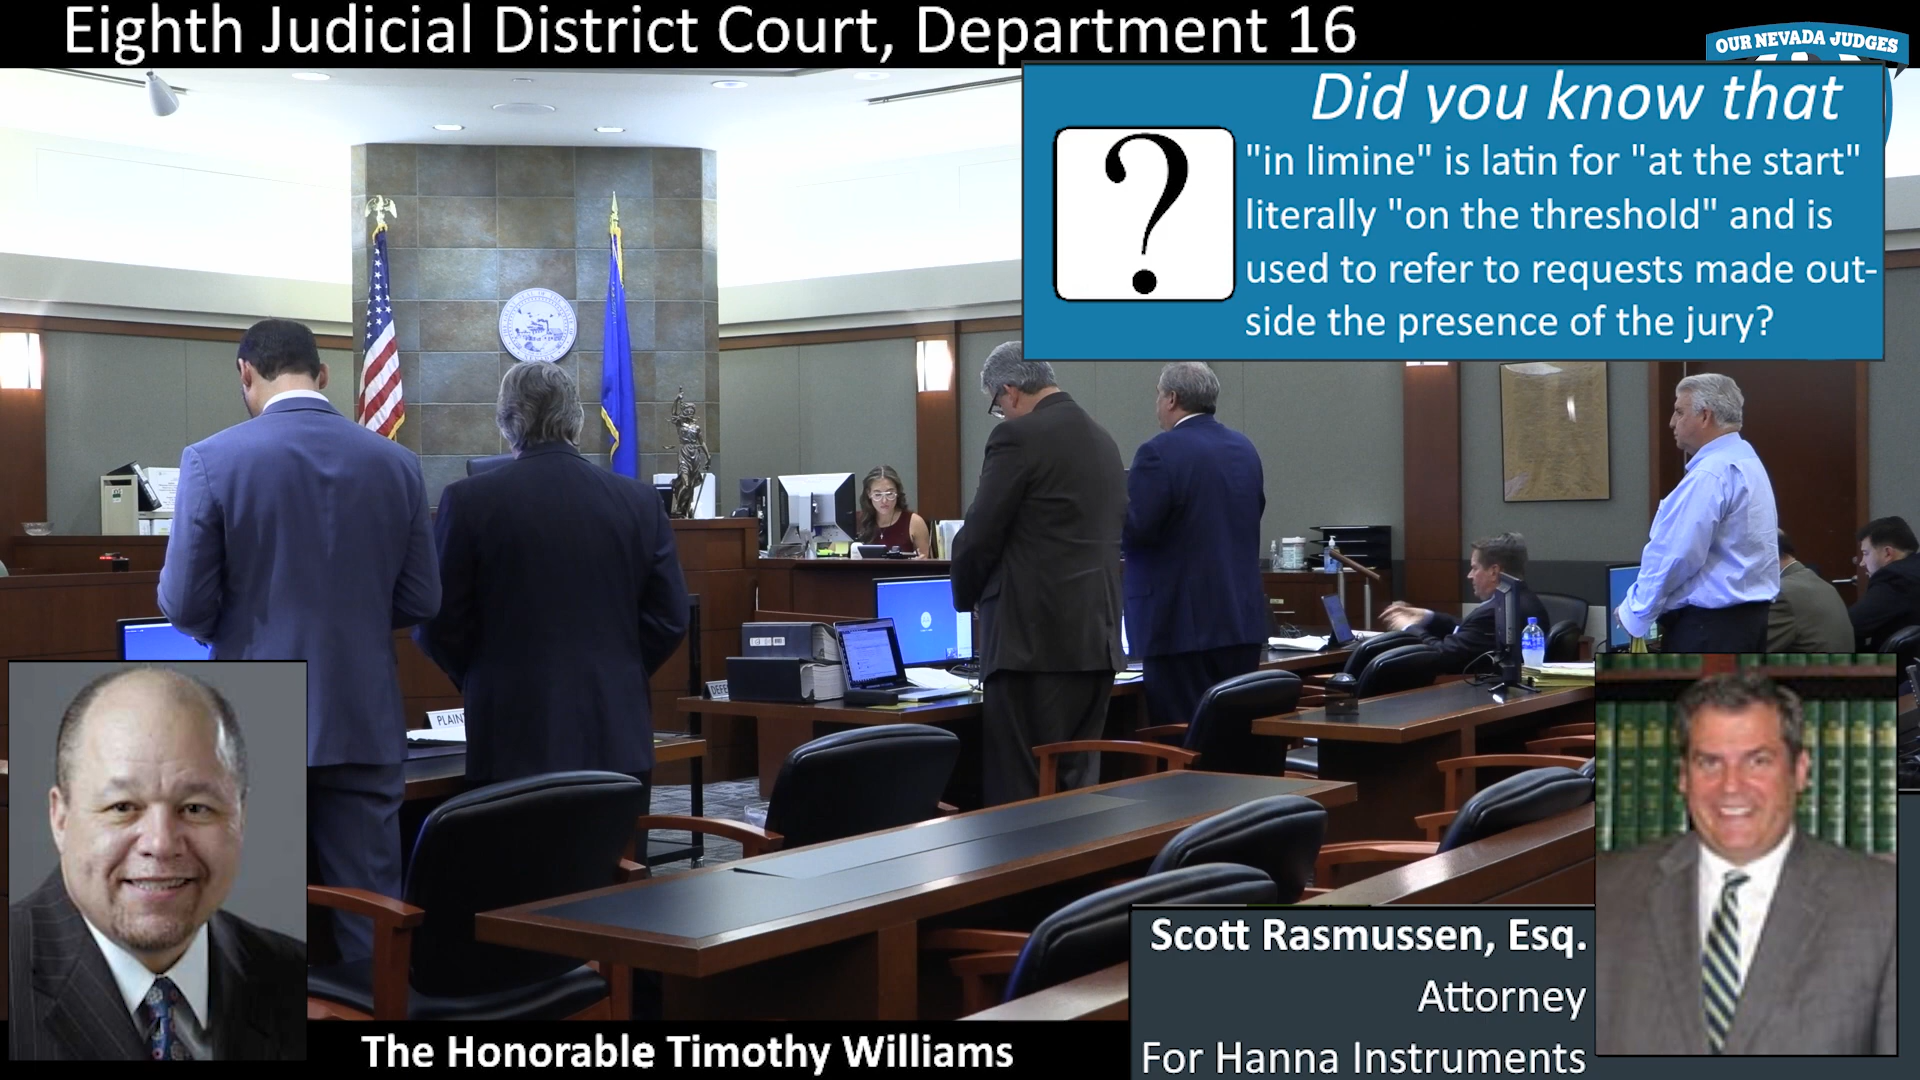 Eighth Judicial District Court, Department 16
OUR NEVADA JUDGES
Did you know that
?
"in limine" is latin for "at the start"
literally "on the threshold" and is
used to refer to requests made out-
side the presence of the jury?
PLAIN
DEFE
The Honorable Timothy Williams
Scott Rasmussen, Esq.
Attorney
For Hanna Instruments